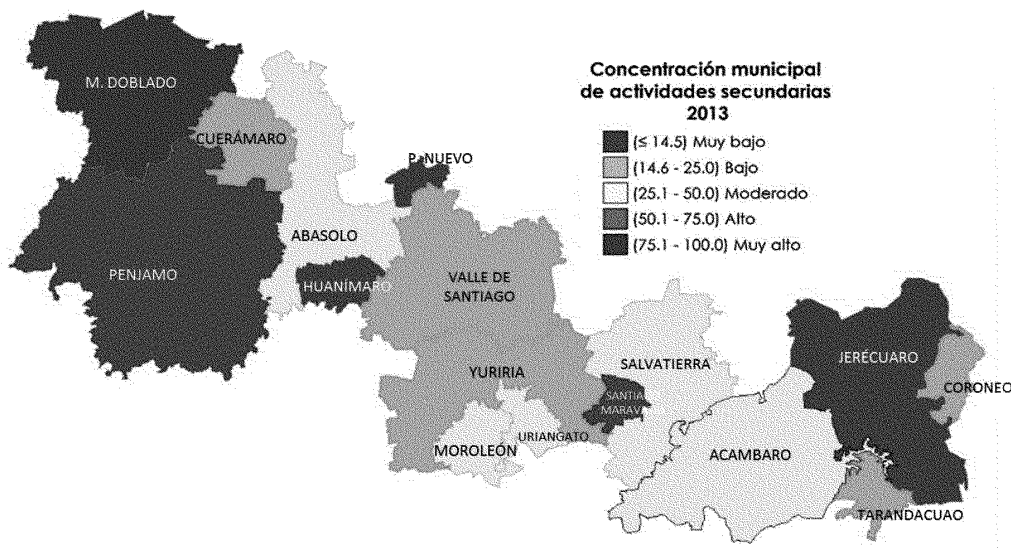 Concentración municipal
de actividades secundarias
2013
(≤ 14.5) Muy bajo
(14.6 - 25.0) Bajo
(25.1 - 50.0) Moderado
(50.1 - 75.0) Alto
(75.1 - 100.0) Muy alto
M. DOBLADO
CUERÁMARO
P. NUEVO
ABASOLO
PENJAMO
HUANÍMARO
VALLE DE
SANTIAGO
YURIRIA
SALVATIERRA
JERÉCUARO
CORONEO
SANTIA
MARAV
URIANGATO
MOROLEÓN
ACAMBARO
TARANDACUAO